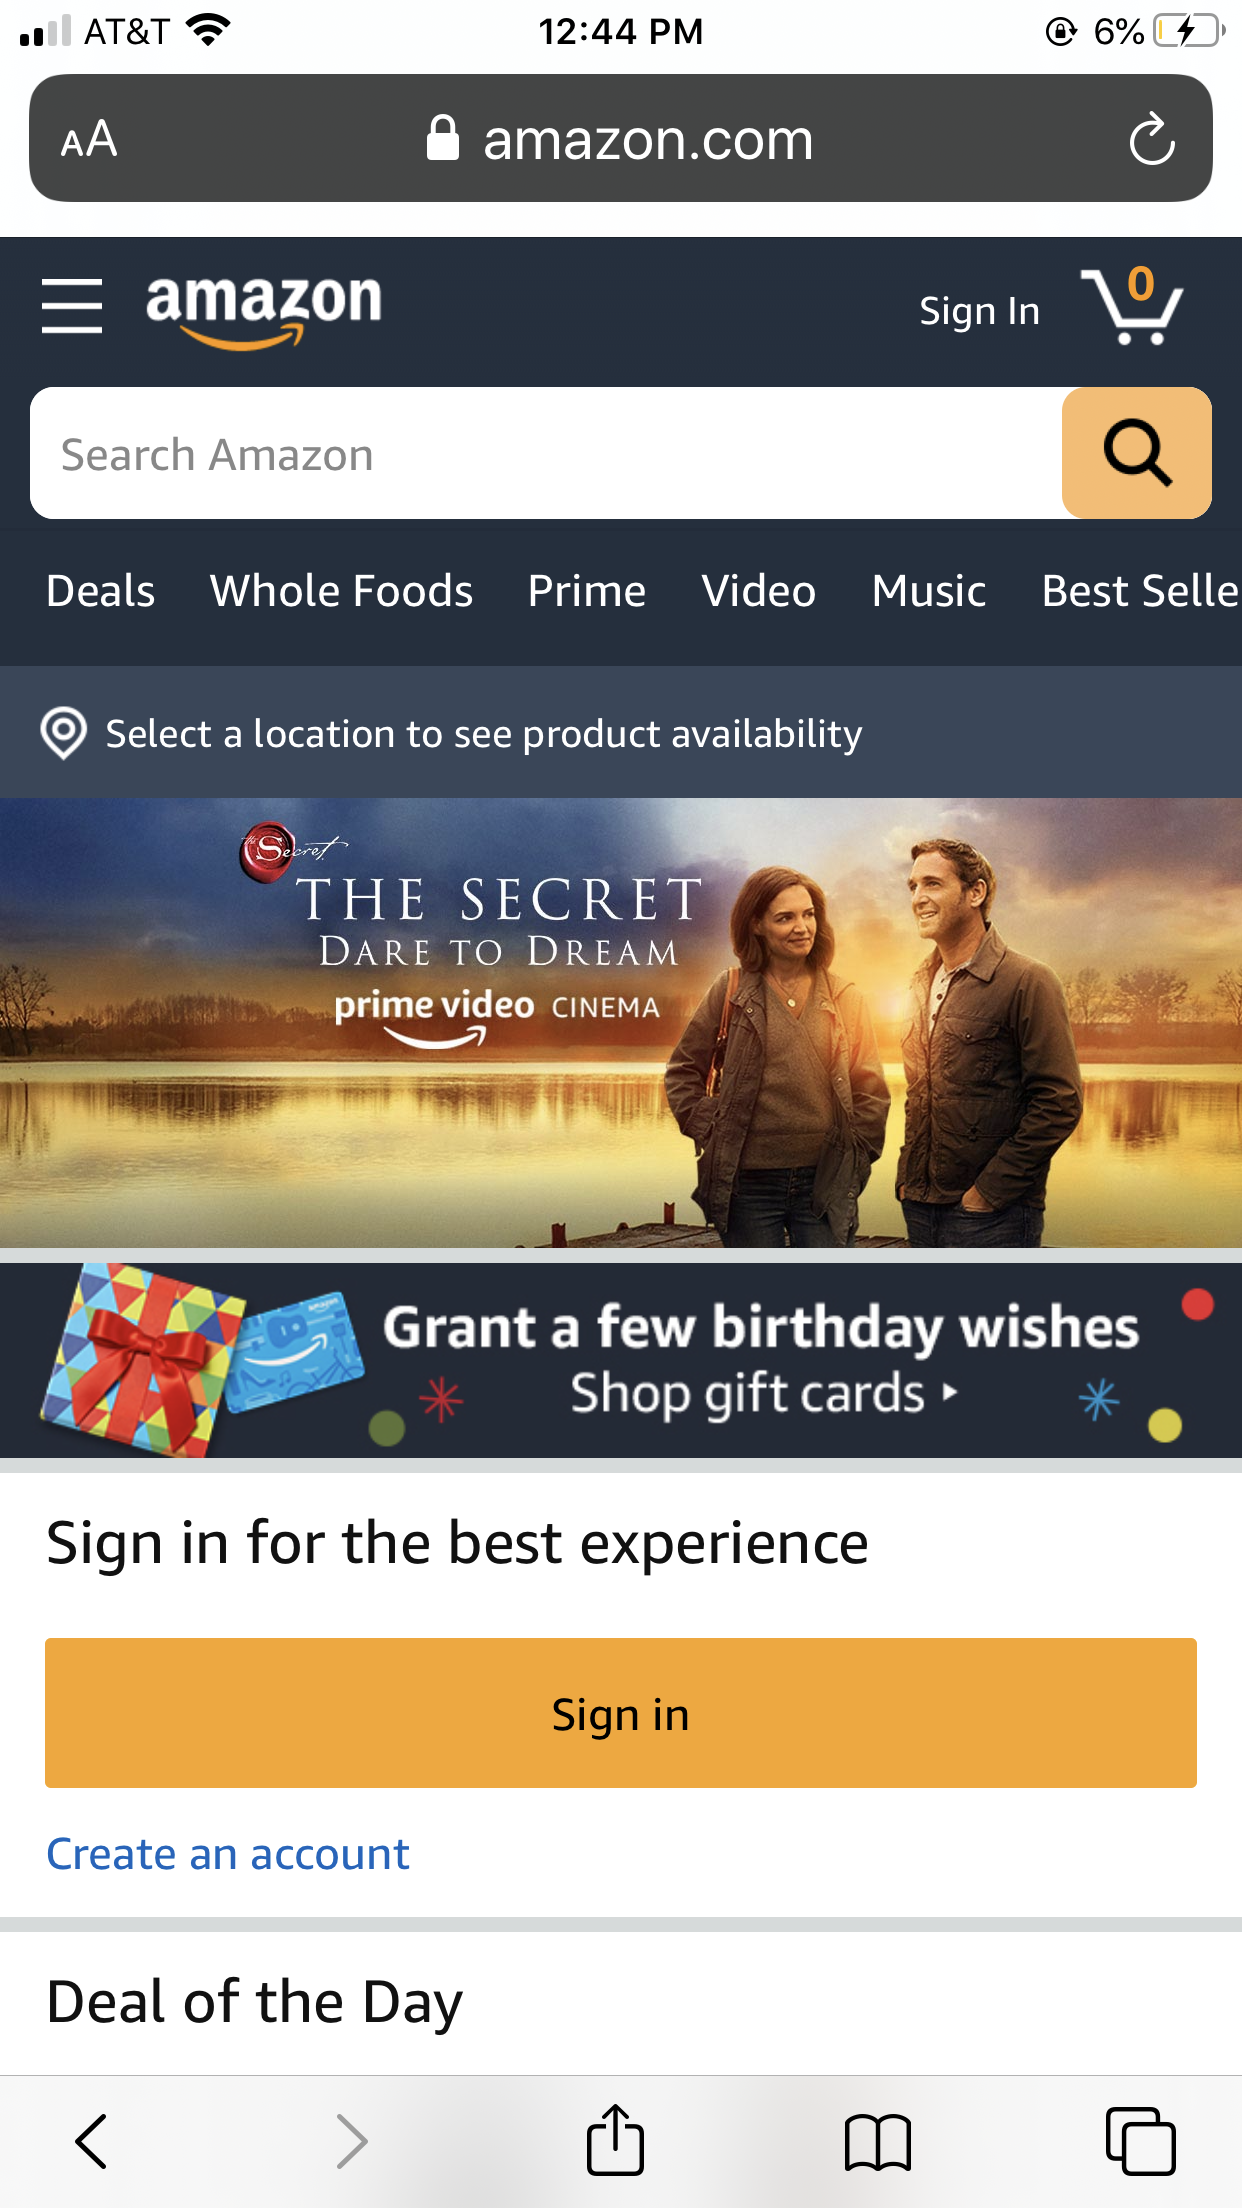 AT&T 12:44 PM 6%
AA amazon.com
amazon Sign In 0
Search Amazon
Deals Whole Foods Prime Video Music Best Selle
Select a location to see product availability
the Secret
THE SECRET
DARE TO DREAM
prime video CINEMA
amazon
Grant a few birthday wishes
Shop gift cards
Sign in for the best experience
Sign in
Create an account
Deal of the Day